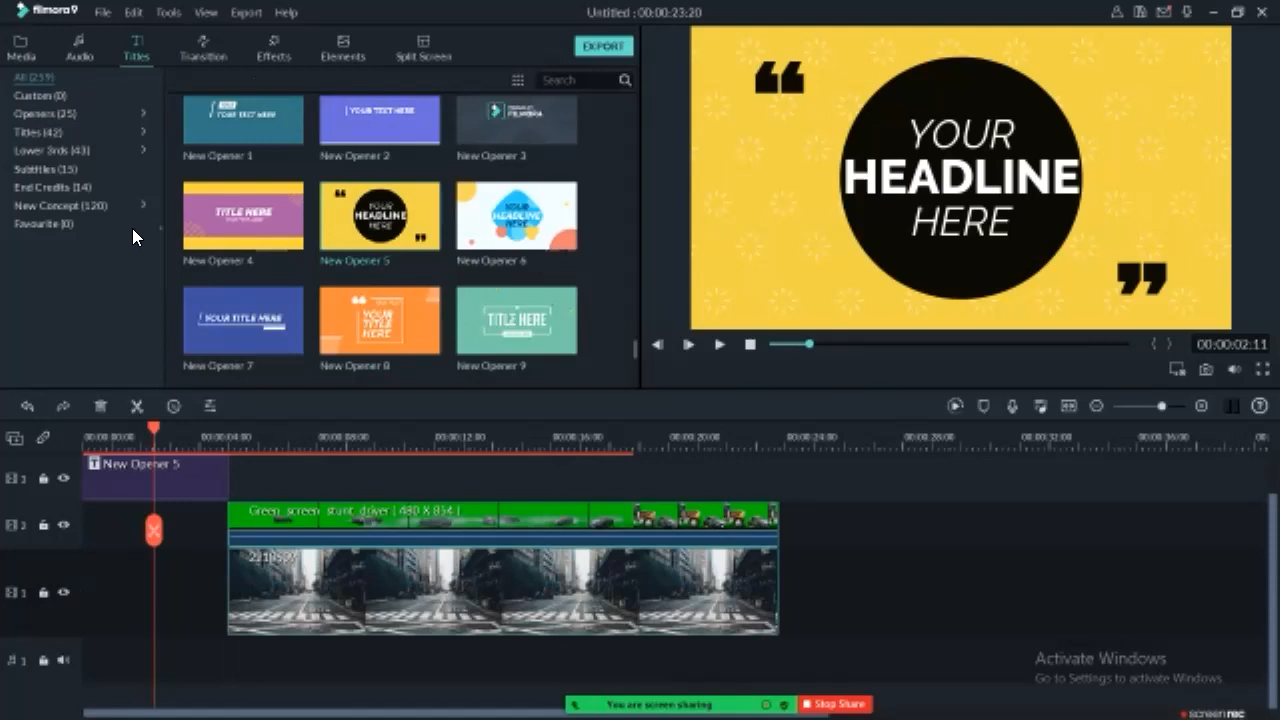 filmora9 File Edit Tools View Export Help Untitled : 00:00:23:20
Media Audio Titles Transition Effects Elements Split Screen EXPORT
All (259)
Custom (0)
Openers (25)
Titles (42)
Lower 3rds (43)
Subtitles (15)
End Credits (14)
New Concept (120)
Favourite (0)
Search
YOUR TEXT HERE
YOUR TEXT HERE
FILMORA
New Opener 1 New Opener 2 New Opener 3
TITLE HERE
YOUR
HEADLINE
HERE
YOUR
HEADLINE
HERE
New Opener 4 New Opener 5 New Opener 6
YOUR TITLE HERE
YOUR
TITLE
HERE
TITLE HERE
New Opener 7 New Opener 8 New Opener 9
“
YOUR
HEADLINE
HERE
”
00:00:02:11
00:00:00:00 00:00:04:00 00:00:08:00 00:00:12:00 00:00:16:00 00:00:20:00 00:00:24:00 00:00:28:00 00:00:32:00 00:00:36:00 00:
3
T New Opener 5
2
Green_screen_stunt_driver ( 480 X 854 )
1
1
Activate Windows
Go to Settings to activate Windows.
You are screen sharing Stop Share
screenrec